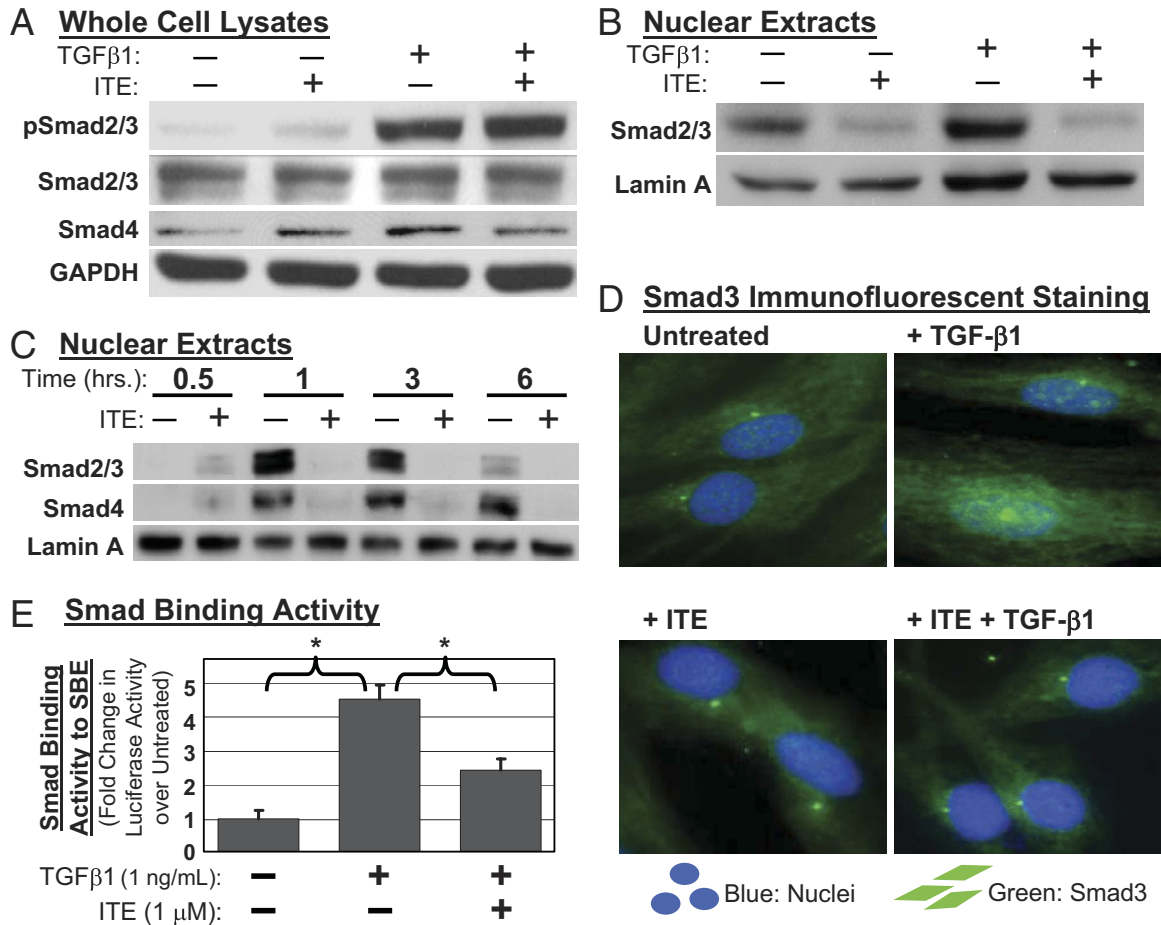 A Whole Cell Lysates
TGFβ1: – – + +
ITE: – + – +
pSmad2/3
Smad2/3
Smad4
GAPDH
B Nuclear Extracts
TGFβ1: – – + +
ITE: – + – +
Smad2/3
Lamin A
C Nuclear Extracts
Time (hrs.): 0.5 1 3 6
ITE: – + – + – + – +
Smad2/3
Smad4
Lamin A
D Smad3 Immunofluorescent Staining
Untreated
+ TGF-β1
+ ITE
+ ITE + TGF-β1
Blue: Nuclei
Green: Smad3
E Smad Binding Activity
Smad Binding
Activity to SBE
(Fold Change in
Luciferase Activity
over Untreated)
5
4
3
2
1
0
* *
TGFβ1 (1 ng/mL): – + +
ITE (1 μM): – – +